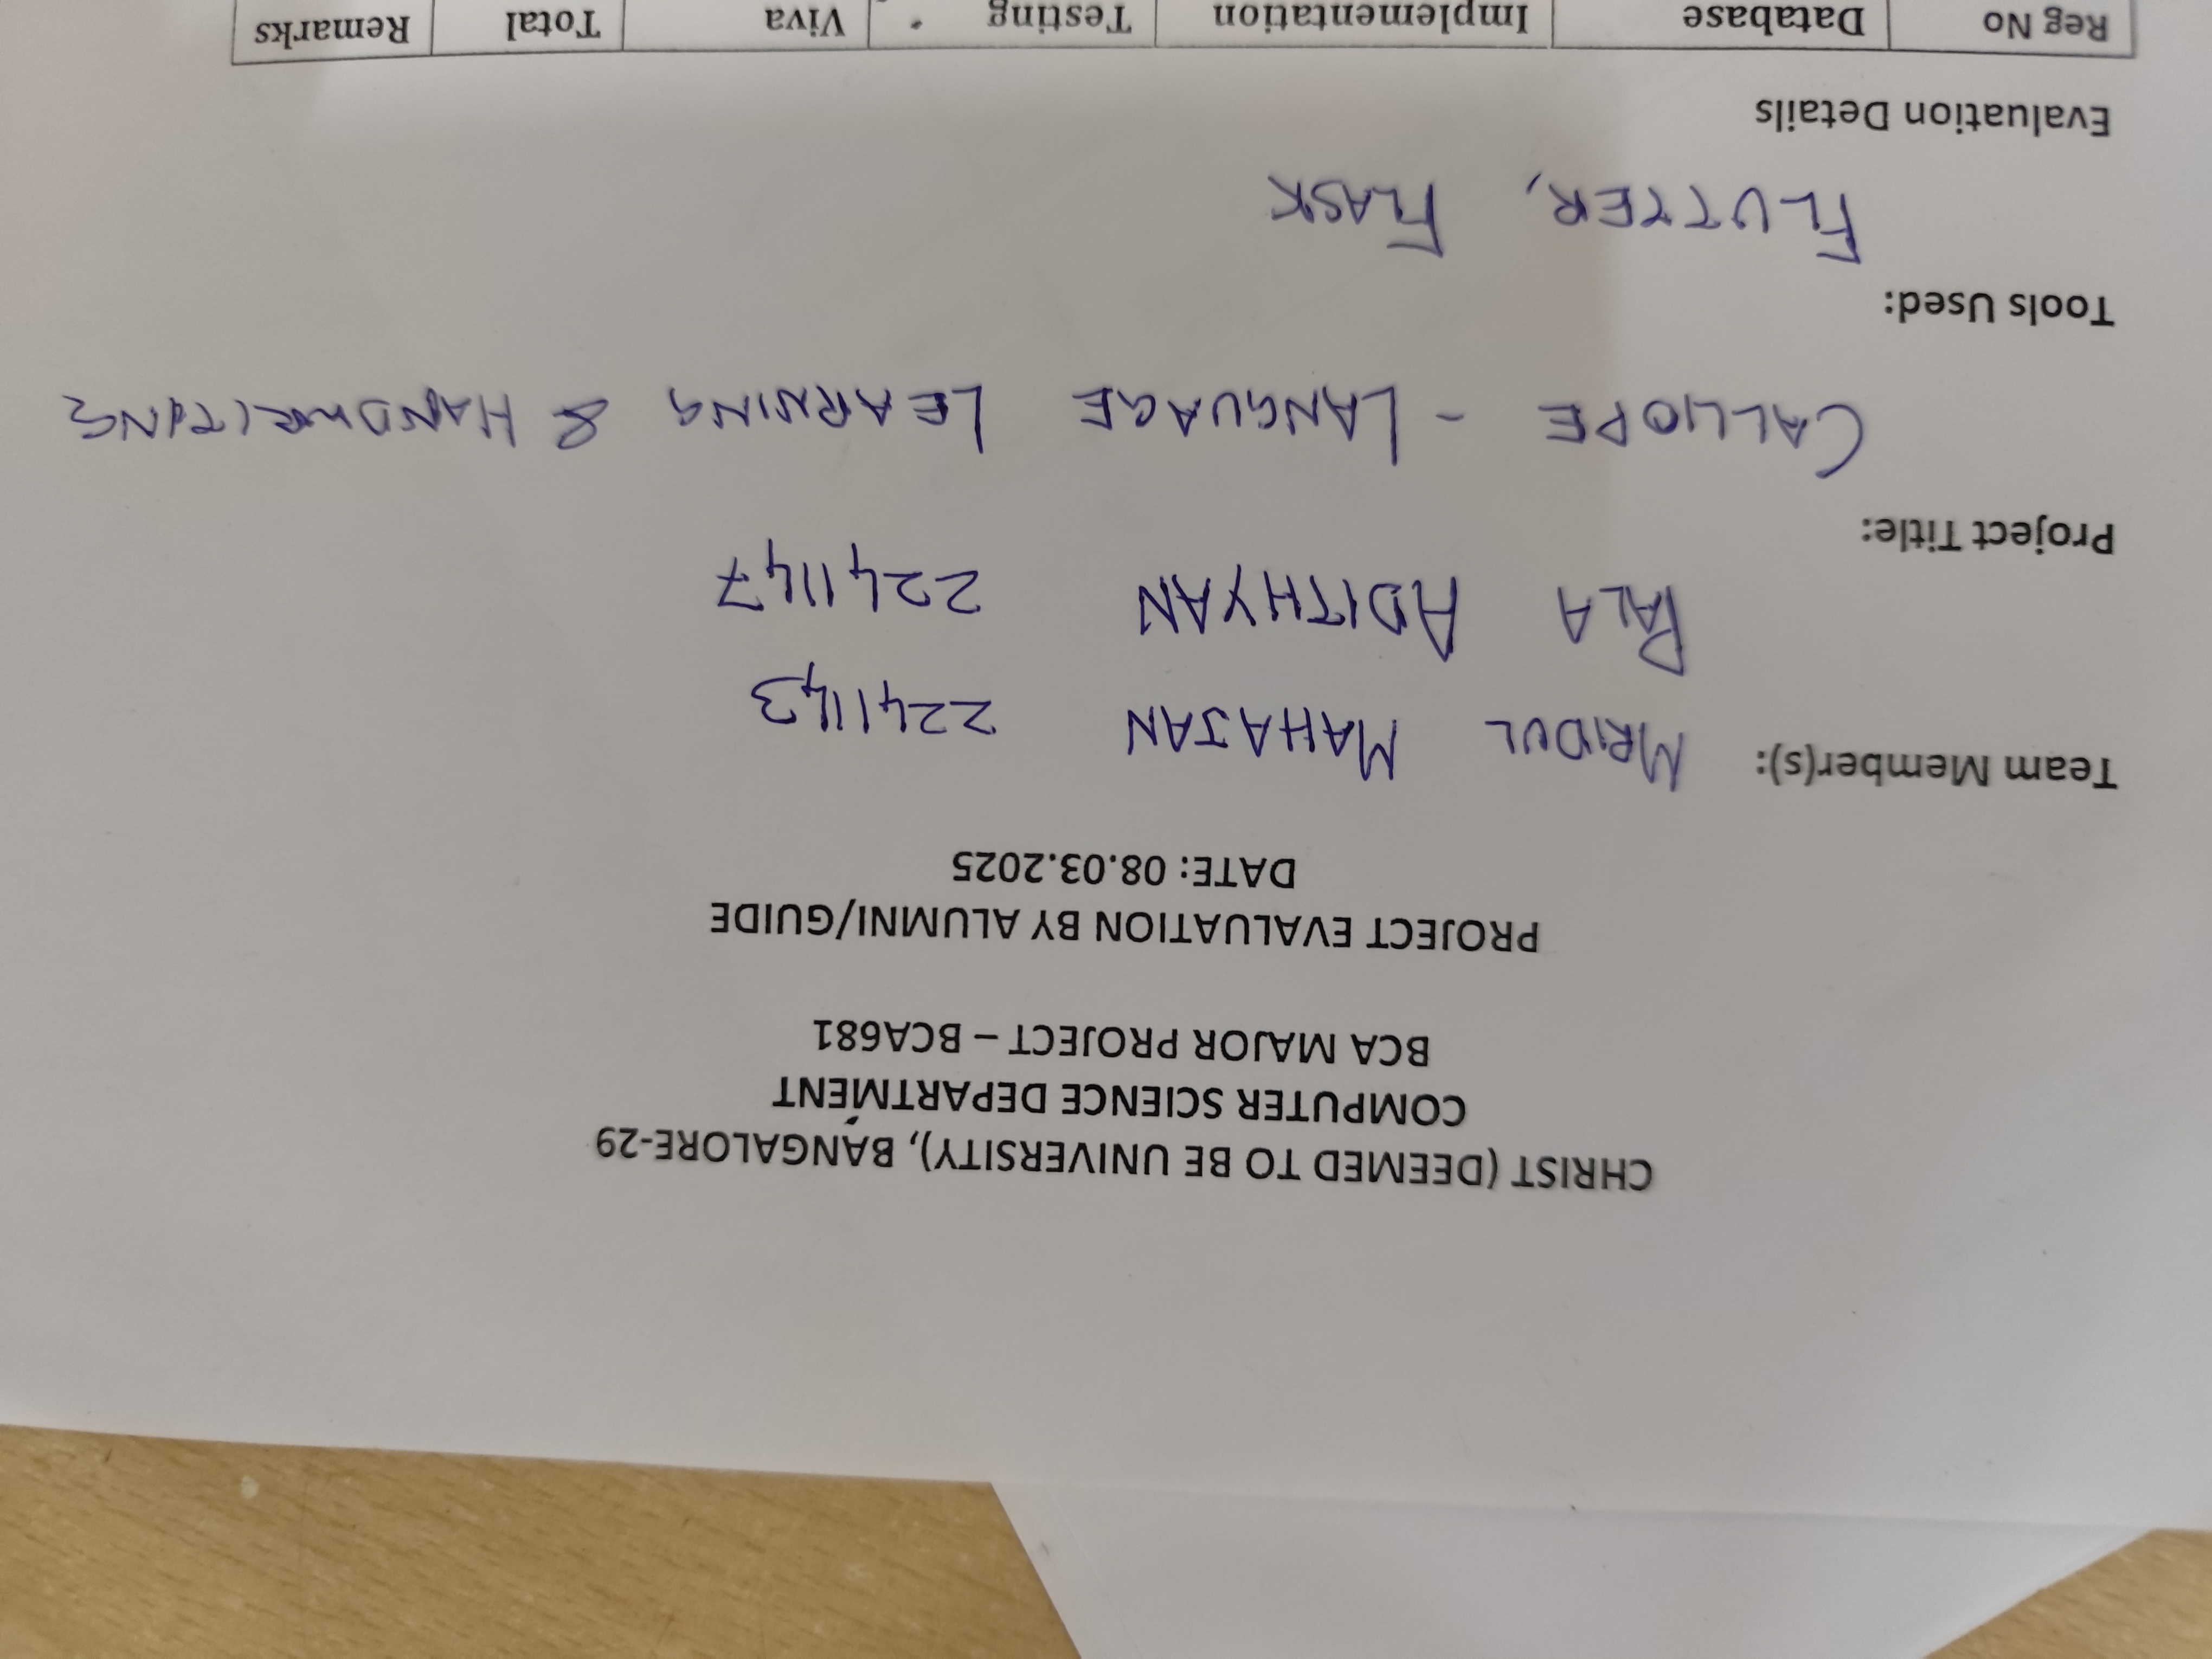 CHRIST (DEEMED TO BE UNIVERSITY), BANGALORE-29
COMPUTER SCIENCE DEPARTMENT
BCA MAJOR PROJECT – BCA681
PROJECT EVALUATION BY ALUMNI/GUIDE
DATE: 08.03.2025
Team Member(s): MRIDUL MAHAJAN 2241143
PALA ADITHYAN 2241147
Project Title:
CALLIOPE - LANGUAGE LEARNING & HANDWRITING
Tools Used:
FLUTTER, FLASK
Evaluation Details
Reg No Database Implementation Testing Viva Total Remarks